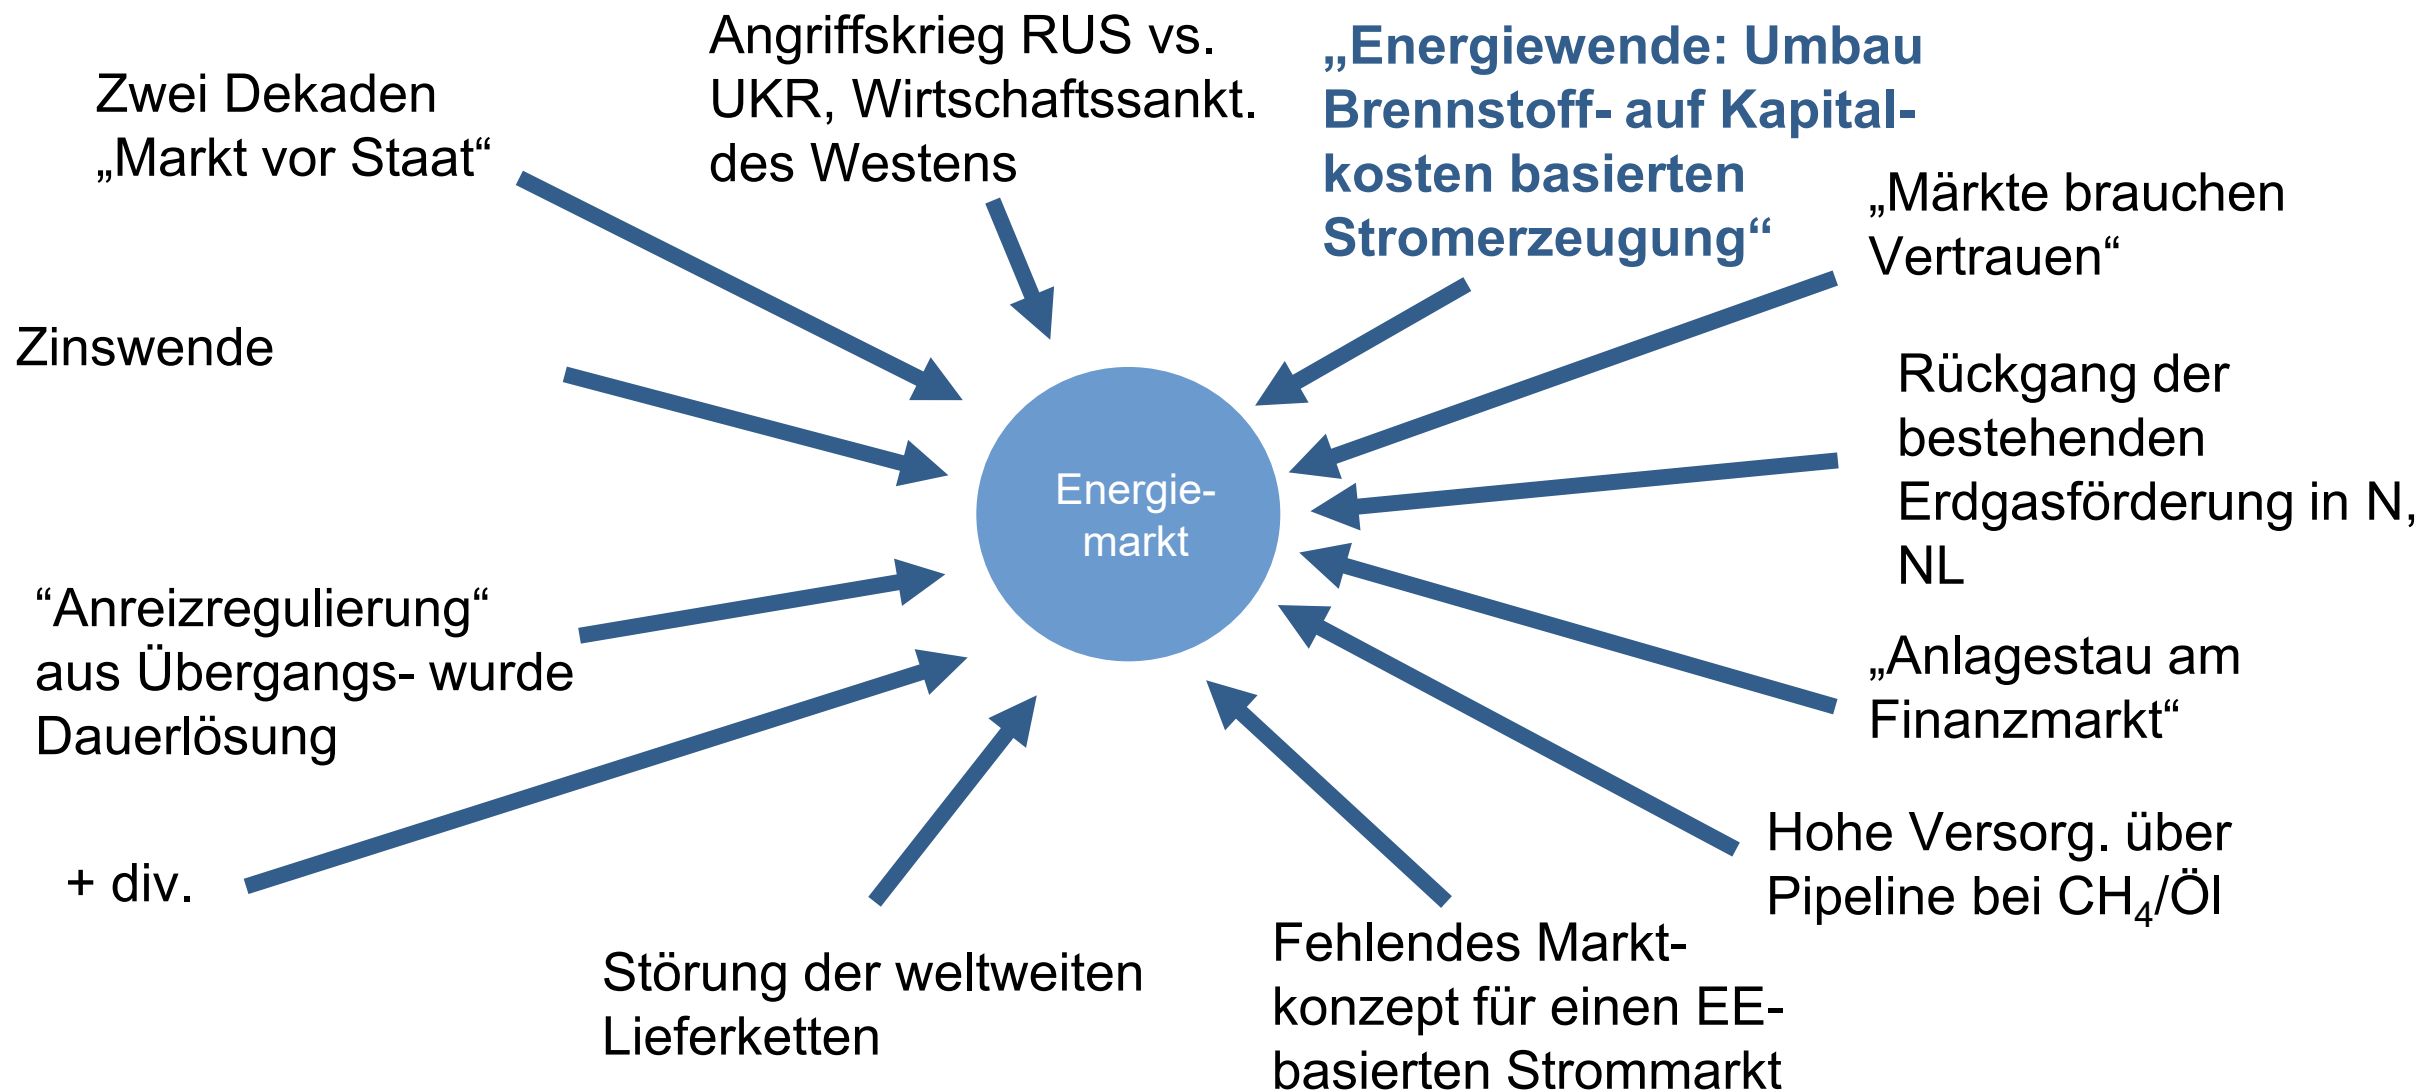 Angriffskrieg RUS vs.
UKR, Wirtschaftssankt.
des Westens
„Energiewende: Umbau
Brennstoff- auf Kapital-
kosten basierten
Stromerzeugung“
Zwei Dekaden
„Markt vor Staat“
„Märkte brauchen
Vertrauen“
Zinswende
Rückgang der
bestehenden
Erdgasförderung in N,
NL
Energie-
markt
“Anreizregulierung“
aus Übergangs- wurde
Dauerlösung
„Anlagestau am
Finanzmarkt“
+ div.
Hohe Versorg. über
Pipeline bei CH₄/Öl
Störung der weltweiten
Lieferketten
Fehlendes Markt-
konzept für einen EE-
basierten Strommarkt